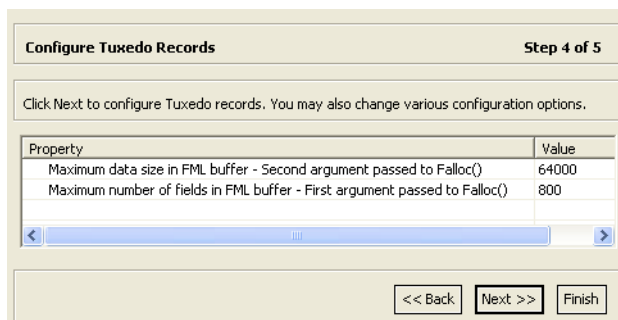 Configure Tuxedo Records Step 4 of 5
Click Next to configure Tuxedo records. You may also change various configuration options.
Property Value
Maximum data size in FML buffer - Second argument passed to Falloc() 64000
Maximum number of fields in FML buffer - First argument passed to Falloc() 800
<< Back Next >> Finish